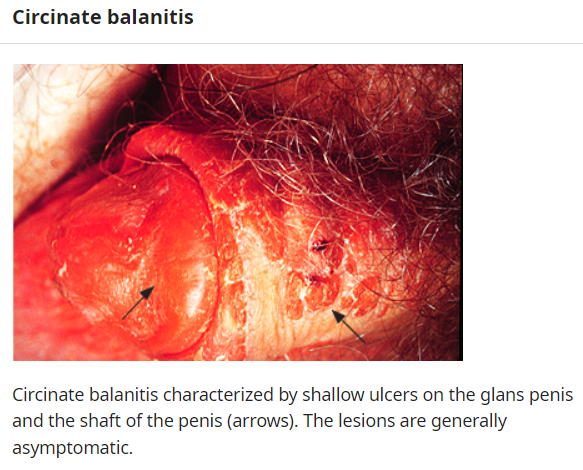 Circinate balanitis
Circinate balanitis characterized by shallow ulcers on the glans penis
and the shaft of the penis (arrows). The lesions are generally
asymptomatic.